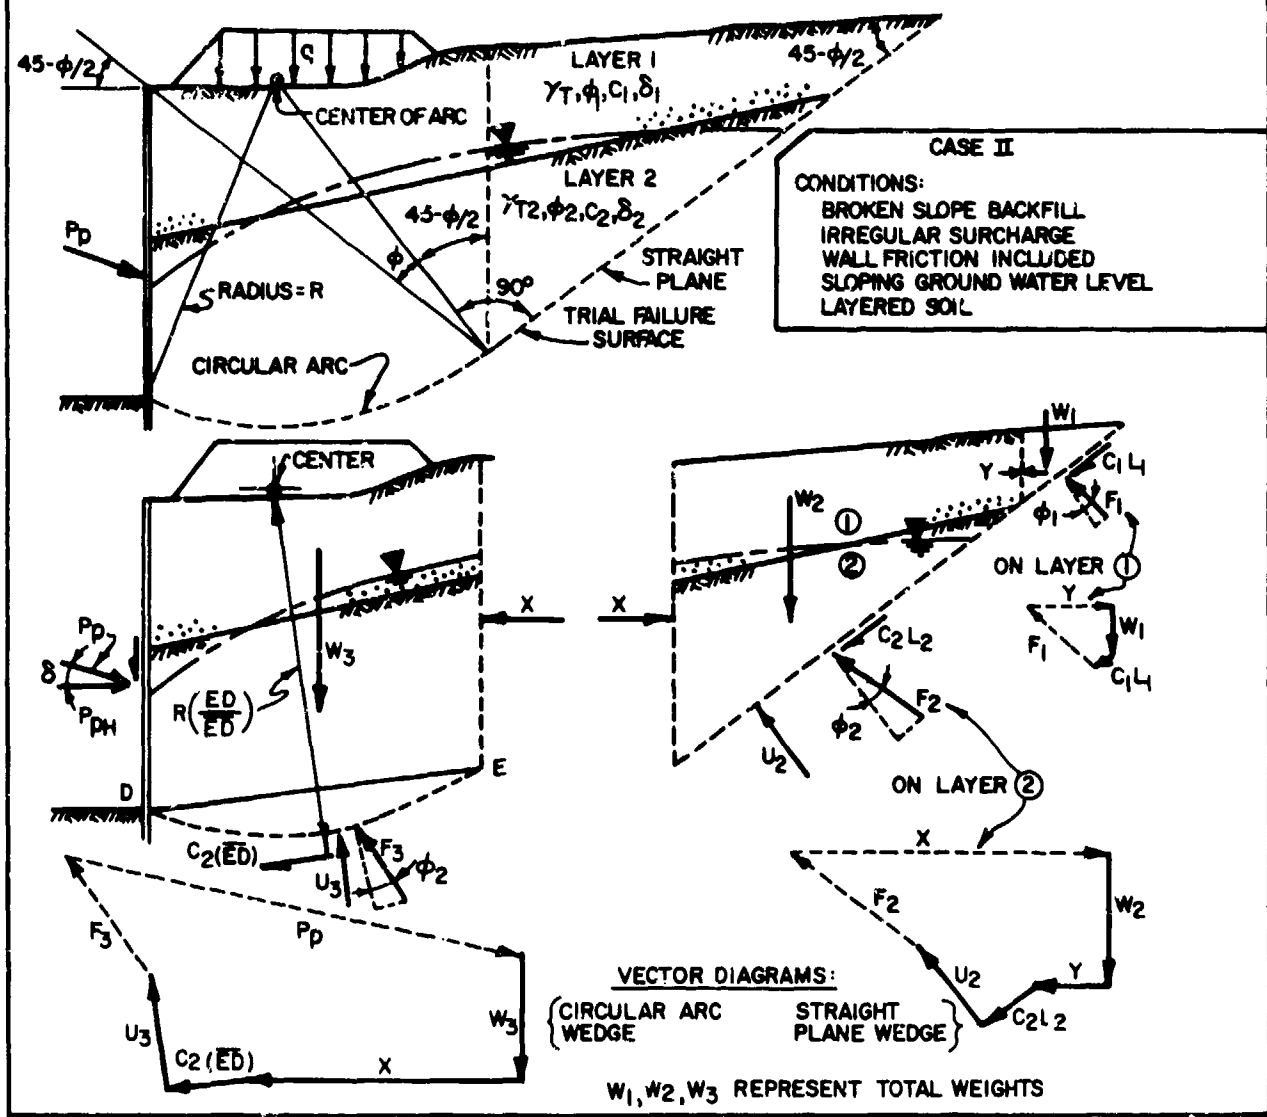 45-ϕ/2
Q
LAYER 1
γT, ϕ, C1, δ1
45-ϕ/2
CENTER OF ARC
CASE II
CONDITIONS:
BROKEN SLOPE BACKFILL
IRREGULAR SURCHARGE
WALL FRICTION INCLUDED
SLOPING GROUND WATER LEVEL
LAYERED SOIL
LAYER 2
γT2, ϕ2, C2, δ2
45-ϕ/2
Pp
ϕ
STRAIGHT
PLANE
RADIUS=R
90°
TRIAL FAILURE
SURFACE
CIRCULAR ARC
CENTER
W1
Y
C1L1
W2
F1
ϕ1
①
②
ON LAYER ①
X
X
Y
W1
F1
C1L1
W3
Pp
δ
PpH
R(ED/E̅D̅)
C2L2
F2
ϕ2
U2
D
E
ON LAYER ②
C2(E̅D̅)
U3
F3
ϕ2
X
F2
W2
F3
Pp
U2
Y
C2L2
VECTOR DIAGRAMS:
CIRCULAR ARC STRAIGHT
WEDGE PLANE WEDGE
W3
U3
C2(E̅D̅)
X
W1, W2, W3 REPRESENT TOTAL WEIGHTS